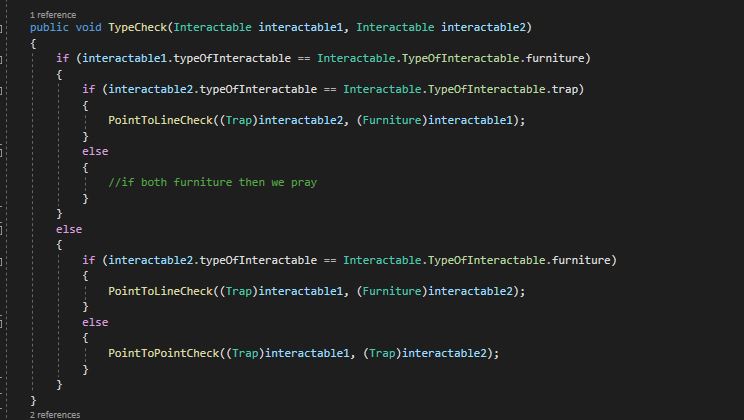 1 reference
public void TypeCheck(Interactable interactable1, Interactable interactable2)
{
if (interactable1.typeOfInteractable == Interactable.TypeOfInteractable.furniture)
{
if (interactable2.typeOfInteractable == Interactable.TypeOfInteractable.trap)
{
PointToLineCheck((Trap)interactable2, (Furniture)interactable1);
}
else
{
//if both furniture then we pray
}
}
else
{
if (interactable2.typeOfInteractable == Interactable.TypeOfInteractable.furniture)
{
PointToLineCheck((Trap)interactable1, (Furniture)interactable2);
}
else
{
PointToPointCheck((Trap)interactable1, (Trap)interactable2);
}
}
}
2 references